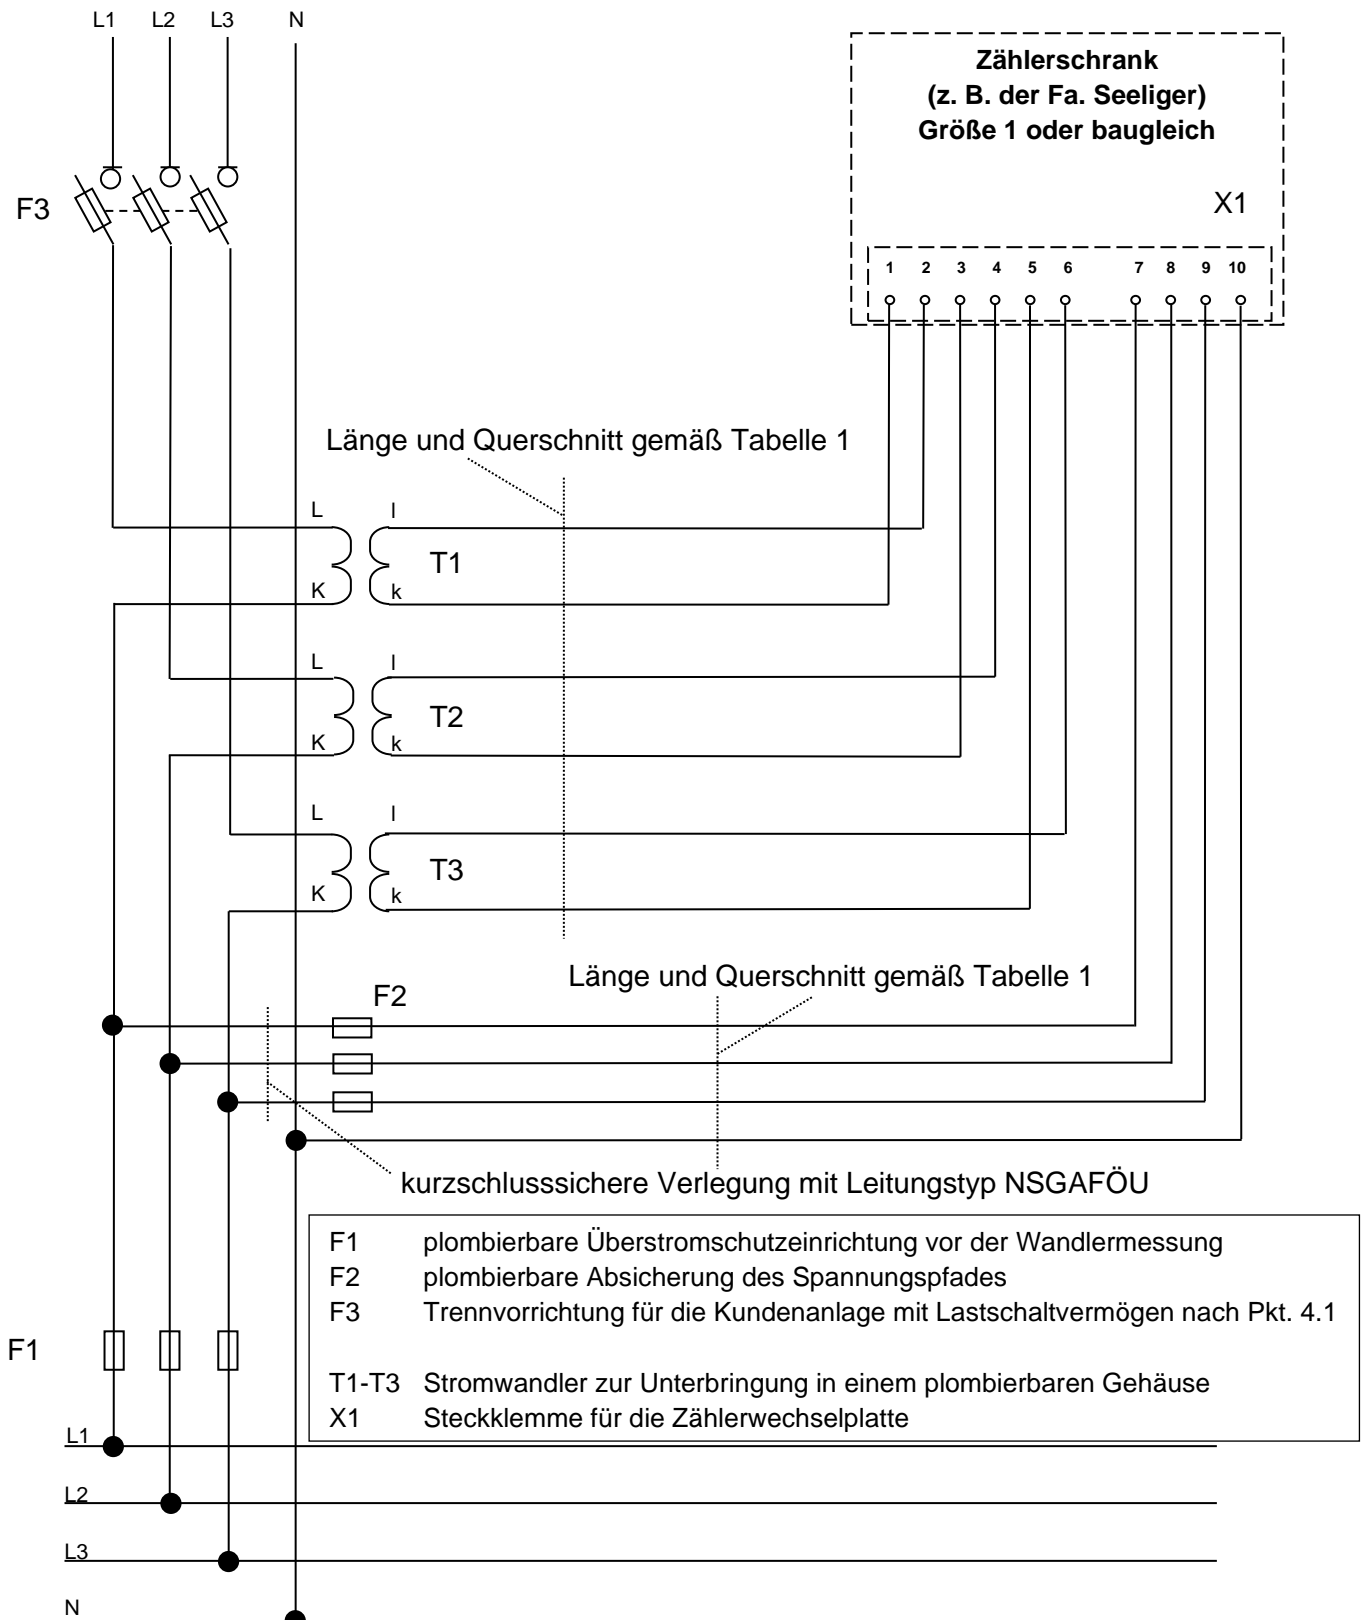 L1 L2 L3 N
Zählerschrank
(z. B. der Fa. Seeliger)
Größe 1 oder baugleich
F3
X1
1 2 3 4 5 6 7 8 9 10
Länge und Querschnitt gemäß Tabelle 1
L l
T1
K k
L l
T2
K k
L l
T3
K k
Länge und Querschnitt gemäß Tabelle 1
F2
kurzschlusssichere Verlegung mit Leitungstyp NSGAFÖU
F1 plombierbare Überstromschutzeinrichtung vor der Wandlermessung
F2 plombierbare Absicherung des Spannungspfades
F3 Trennvorrichtung für die Kundenanlage mit Lastschaltvermögen nach Pkt. 4.1
F1
T1-T3 Stromwandler zur Unterbringung in einem plombierbaren Gehäuse
X1 Steckklemme für die Zählerwechselplatte
L1
L2
L3
N